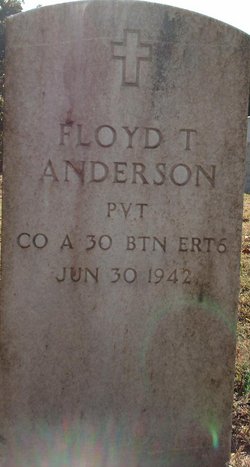 FLOYD T
ANDERSON
PVT
CO A 30 BTN ERTC
JUN 30 1942